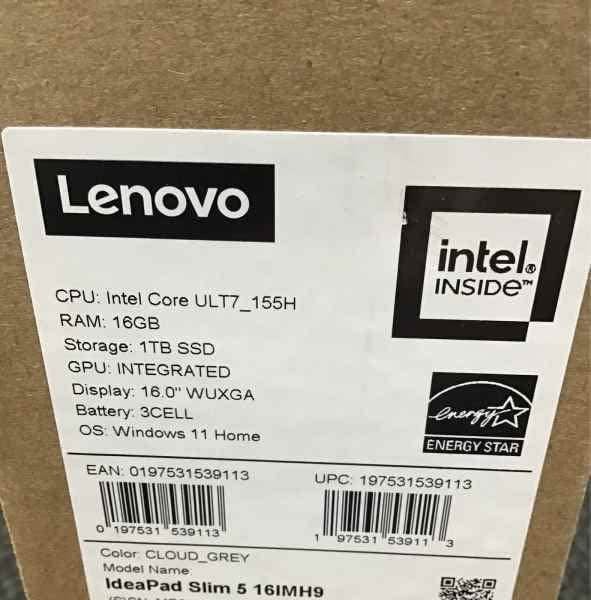 Lenovo
intel®
INSIDe™
CPU: Intel Core ULT7_155H
RAM: 16GB
Storage: 1TB SSD
GPU: INTEGRATED
Display: 16.0" WUXGA
Battery: 3CELL
OS: Windows 11 Home
energy
ENERGY STAR
EAN: 0197531539113
UPC: 197531539113
0 197531 539113
1 97531 53911 3
Color: CLOUD_GREY
Model Name
IdeaPad Slim 5 16IMH9